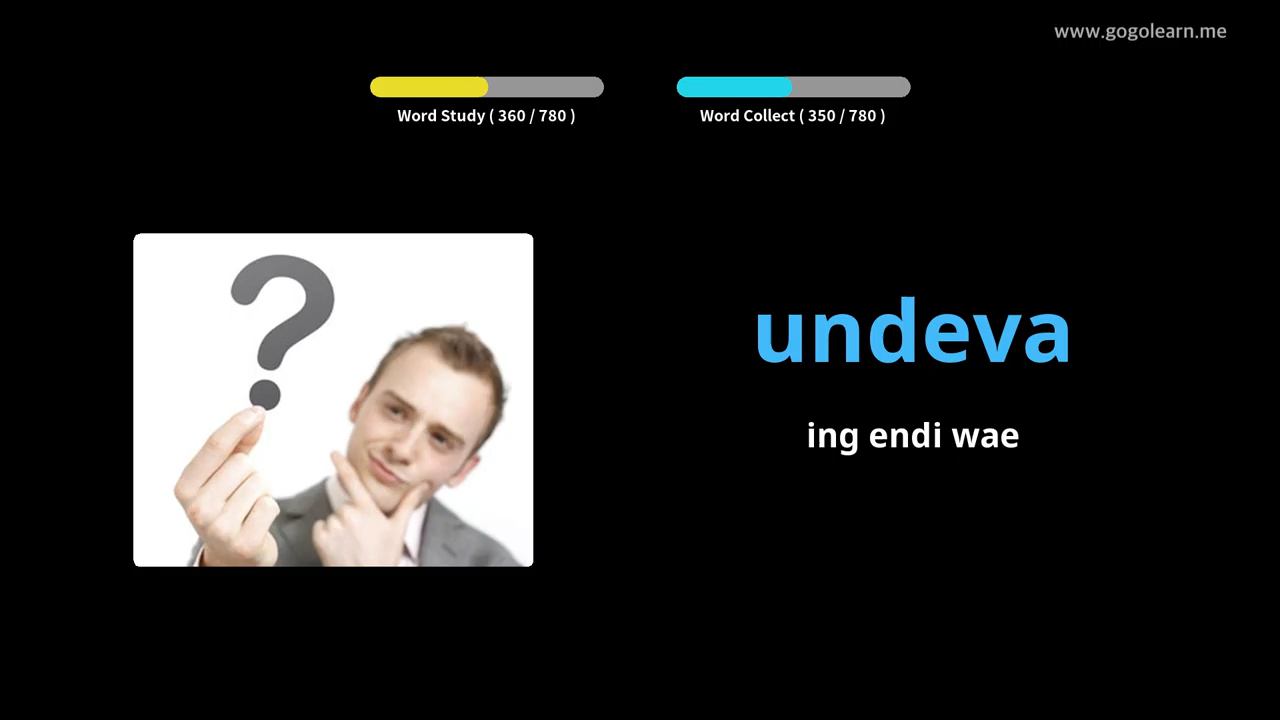 www.gogolearn.me
Word Study ( 360 / 780 )
Word Collect ( 350 / 780 )
?
undeva
ing endi wae